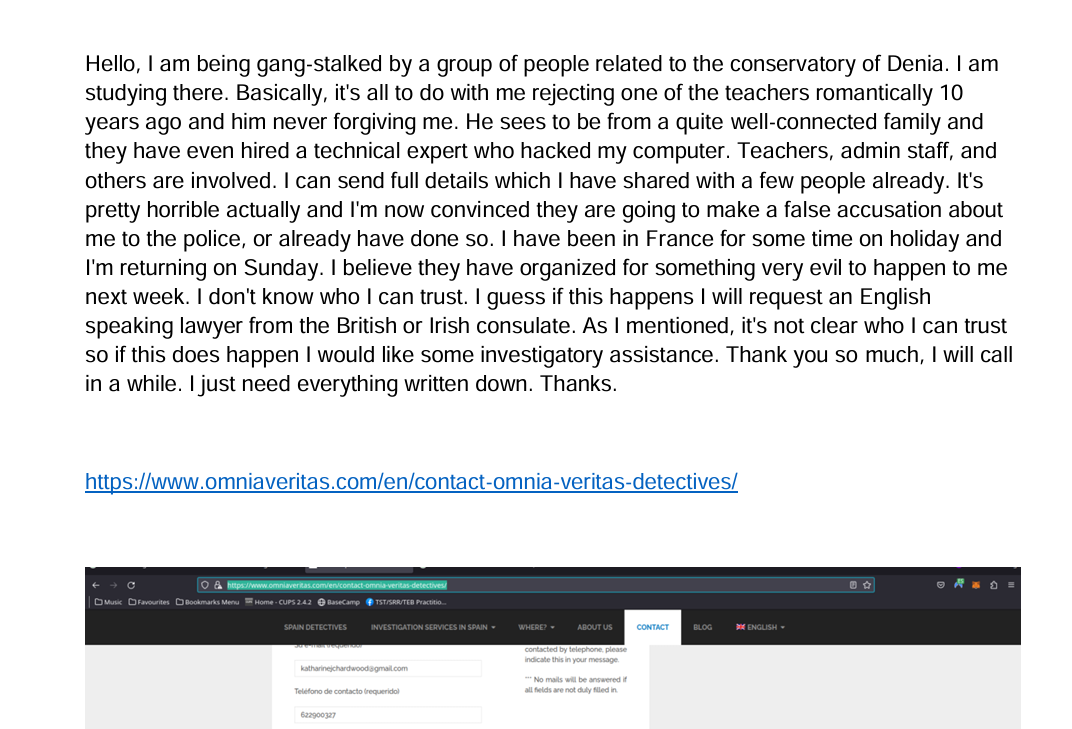 Hello, I am being gang-stalked by a group of people related to the conservatory of Denia. I am
studying there. Basically, it's all to do with me rejecting one of the teachers romantically 10
years ago and him never forgiving me. He sees to be from a quite well-connected family and
they have even hired a technical expert who hacked my computer. Teachers, admin staff, and
others are involved. I can send full details which I have shared with a few people already. It's
pretty horrible actually and I'm now convinced they are going to make a false accusation about
me to the police, or already have done so. I have been in France for some time on holiday and
I'm returning on Sunday. I believe they have organized for something very evil to happen to me
next week. I don't know who I can trust. I guess if this happens I will request an English
speaking lawyer from the British or Irish consulate. As I mentioned, it's not clear who I can trust
so if this does happen I would like some investigatory assistance. Thank you so much, I will call
in a while. I just need everything written down. Thanks.
https://www.omniaveritas.com/en/contact-omnia-veritas-detectives/
https://www.omniaveritas.com/en/contact-omnia-veritas-detectives/
Music Favourites Bookmarks Menu Home - CUPS 2.4.2 BaseCamp TST/SRR/TEB Practitio...
SPAIN DETECTIVES INVESTIGATION SERVICES IN SPAIN WHERE? ABOUT US CONTACT BLOG ENGLISH
Su e-mail (requerido)
katharinejchardwood@gmail.com
Teléfono de contacto (requerido)
622900327
contacted by telephone, please
indicate this in your message.
*** No mails will be answered if
all fields are not duly filled in.